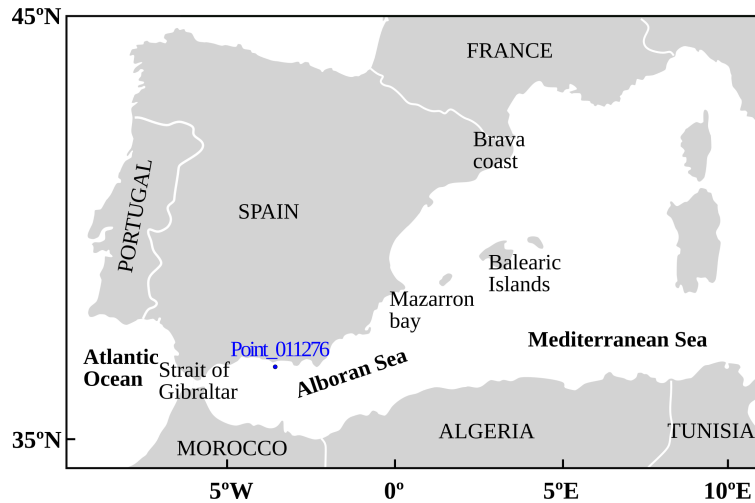 45ºN
FRANCE
Brava
coast
PORTUGAL
SPAIN
Balearic
Islands
Mazarron
bay
Point_011276
Mediterranean Sea
Atlantic
Ocean
Strait of
Gibraltar
Alboran Sea
35ºN
MOROCCO
ALGERIA
TUNISIA
5ºW
0º
5ºE
10ºE